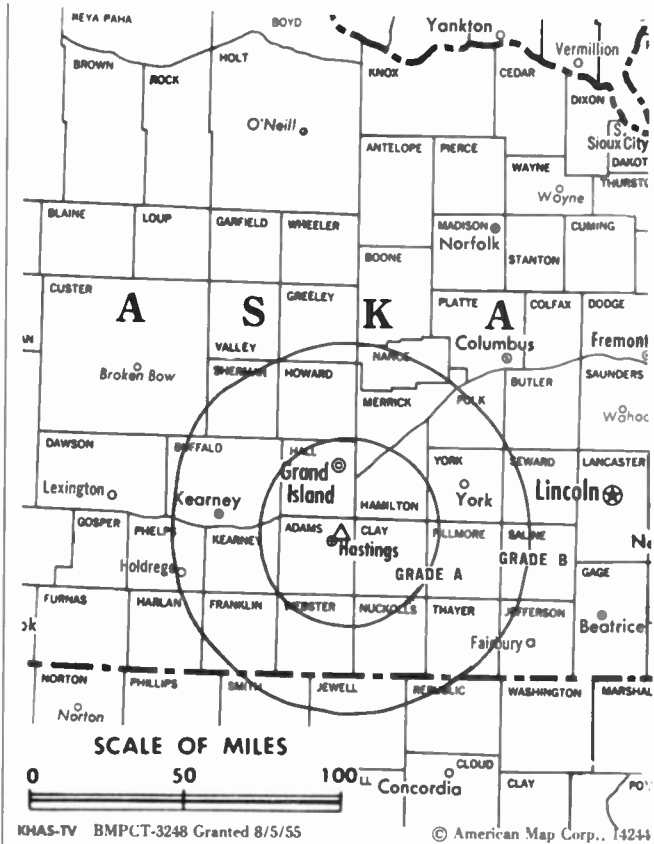 KEYA PAHA
BOYD
Yankton
Vermillion
BROWN
ROCK
HOLT
KNOX
CEDAR
DIXON
O'Neill
S.
Sioux City
DAKOT
ANTELOPE
PIERCE
WAYNE
THURSTO
Wayne
BLAINE
LOUP
GARFIELD
WHEELER
MADISON
Norfolk
CUMING
STANTON
BOONE
CUSTER
GREELEY
PLATTE
COLFAX
DODGE
A S K A
VALLEY
NANCE
Columbus
Fremont
Broken Bow
SHERMAN
HOWARD
BUTLER
SAUNDERS
MERRICK
POLK
Wahoo
DAWSON
BUFFALO
HALL
YORK
SEWARD
LANCASTER
Grand
Island
Lexington
Kearney
York
Lincoln
HAMILTON
GOSPER
PHELPS
KEARNEY
ADAMS
CLAY
FILLMORE
SALINE
Hastings
Holdrege
GRADE A
GRADE B
GAGE
FURNAS
HARLAN
FRANKLIN
WEBSTER
NUCKOLLS
THAYER
JEFFERSON
Beatrice
Fairbury
NORTON
PHILLIPS
SMITH
JEWELL
REPUBLIC
WASHINGTON
MARSHAL
Norton
SCALE OF MILES
0 50 100
CLOUD
Concordia
CLAY
KHAS-TV BMPCT-3248 Granted 8/5/55
© American Map Corp., 14244